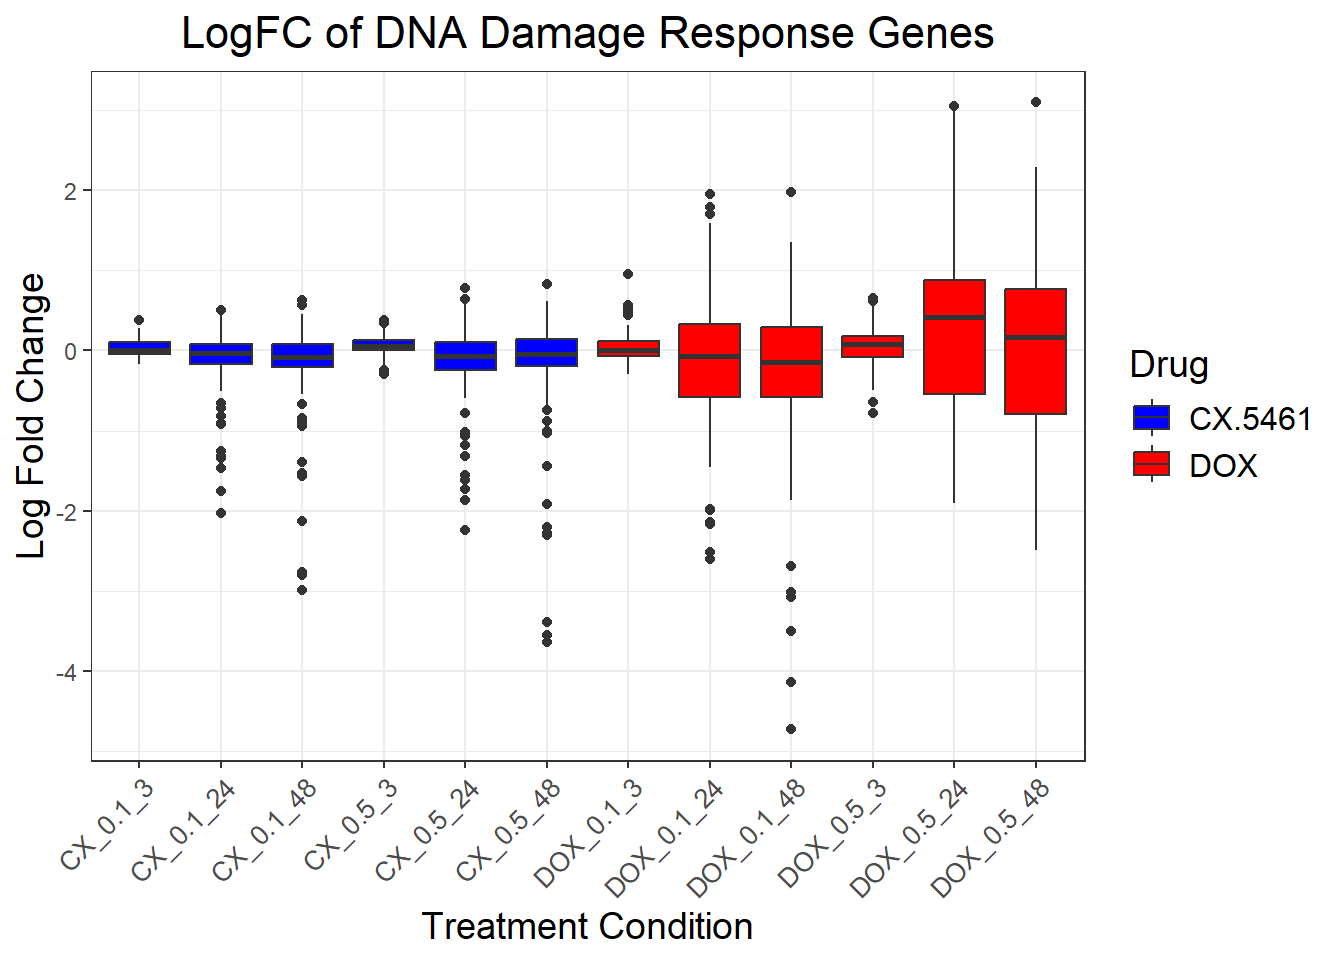 LogFC of DNA Damage Response Genes
Log Fold Change
2
0
-2
-4
CX_0.1_3
CX_0.1_24
CX_0.1_48
CX_0.5_3
CX_0.5_24
CX_0.5_48
DOX_0.1_3
DOX_0.1_24
DOX_0.1_48
DOX_0.5_3
DOX_0.5_24
DOX_0.5_48
Treatment Condition
Drug
CX.5461
DOX